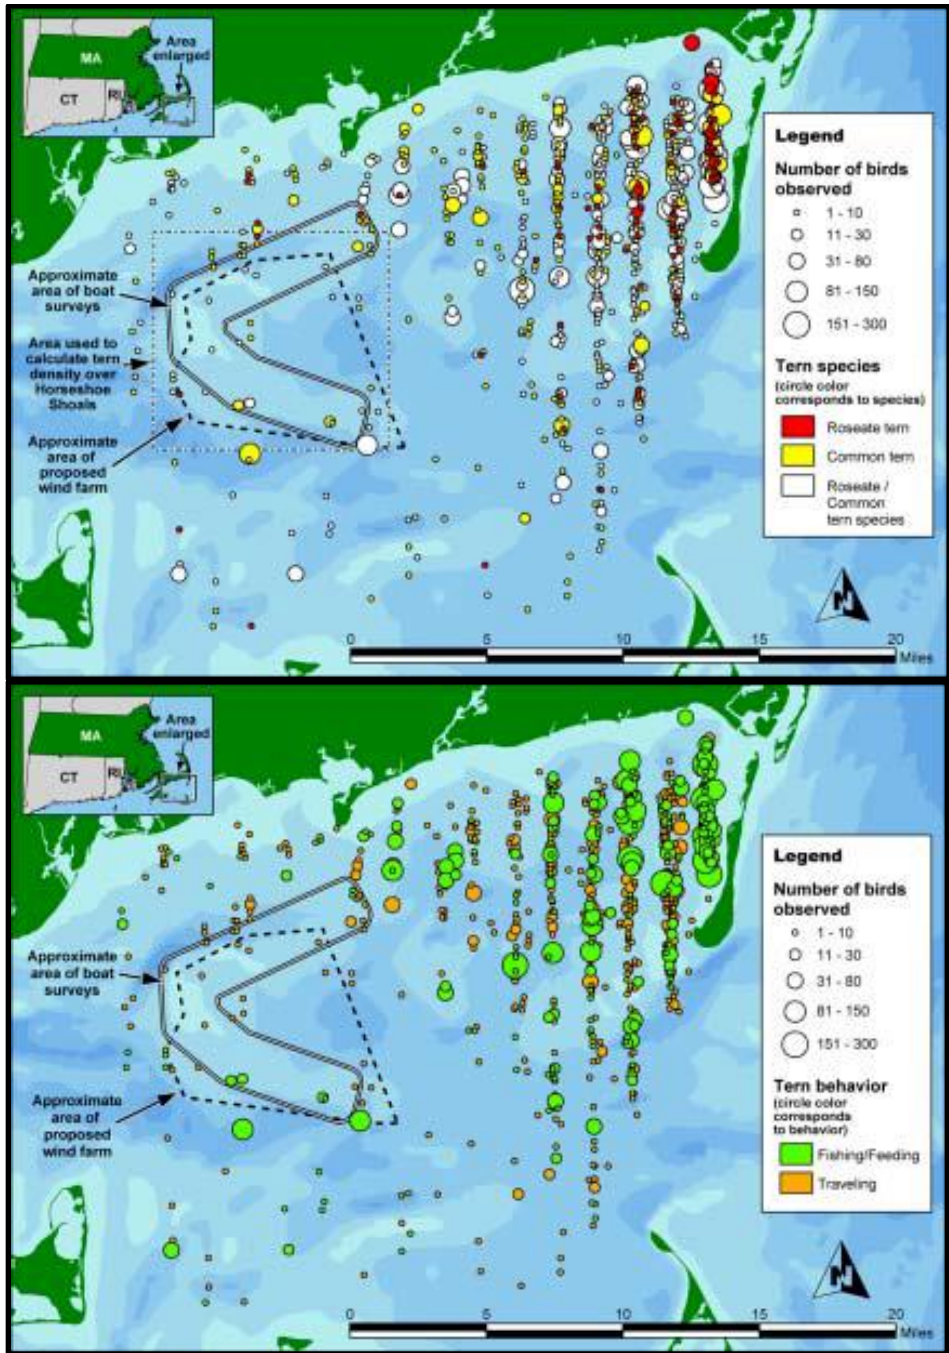 Area
enlarged
MA
CT
RI
Legend
Number of birds
observed
1 - 10
11 - 30
31 - 80
81 - 150
151 - 300
Tern species
(circle color
corresponds to species)
Roseate tern
Common tern
Roseate /
Common
tern species
Approximate
area of boat
surveys
Area used to
calculate tern
density over
Horseshoe
Shoals
Approximate
area of
proposed
wind farm
N
0 5 10 15 20
Miles
Area
enlarged
MA
CT
RI
Legend
Number of birds
observed
1 - 10
11 - 30
31 - 80
81 - 150
151 - 300
Tern behavior
(circle color
corresponds
to behavior)
Fishing/Feeding
Traveling
Approximate
area of boat
surveys
Approximate
area of
proposed
wind farm
N
0 5 10 15 20
Miles